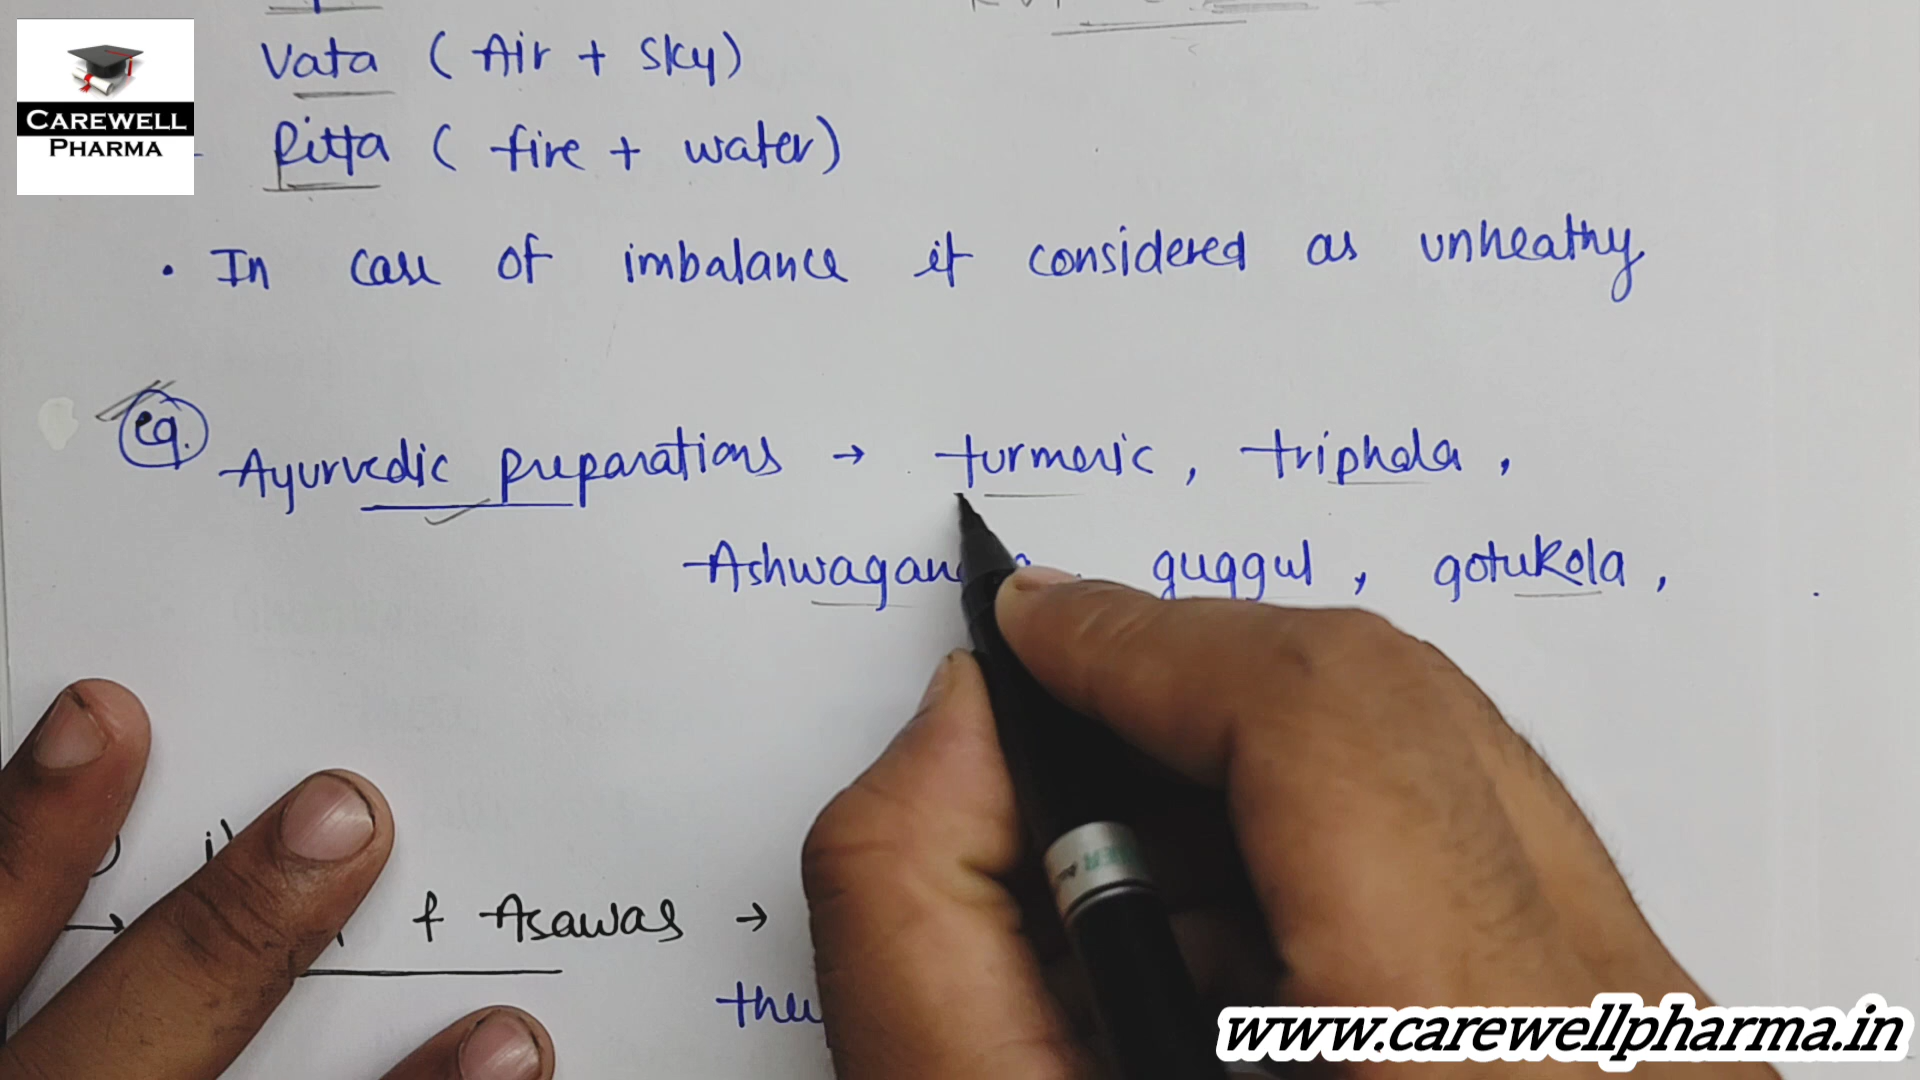 CAREWELL
PHARMA
Vata ( Air + Sky)
Pitta ( fire + water)
• In case of imbalance it considered as unheathy
eg.
Ayurvedic preparations → turmeric , triphala ,
guggul , gotukola ,
f Asawas →
www.carewellpharma.in